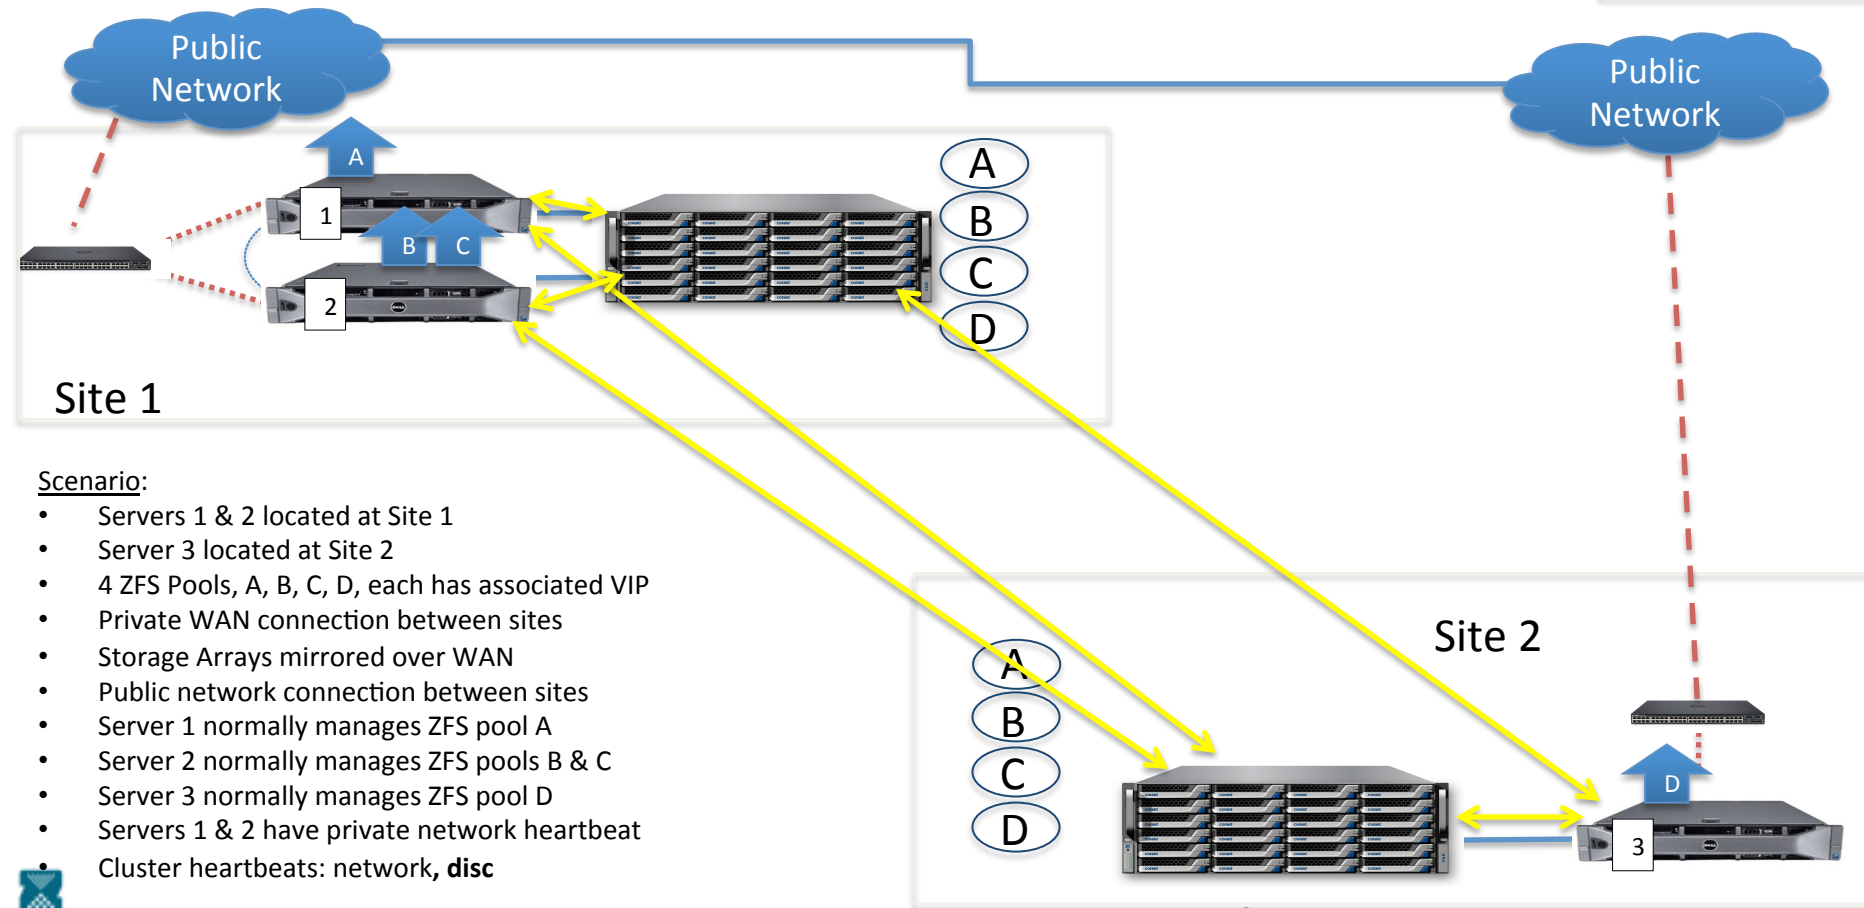 Public
Network
Public
Network
A
1
B
C
2
A
B
C
D
Site 1
Scenario:
• Servers 1 & 2 located at Site 1
• Server 3 located at Site 2
• 4 ZFS Pools, A, B, C, D, each has associated VIP
• Private WAN connection between sites
• Storage Arrays mirrored over WAN
• Public network connection between sites
• Server 1 normally manages ZFS pool A
• Server 2 normally manages ZFS pools B & C
• Server 3 normally manages ZFS pool D
• Servers 1 & 2 have private network heartbeat
• Cluster heartbeats: network, disc
Site 2
A
B
C
D
D
3